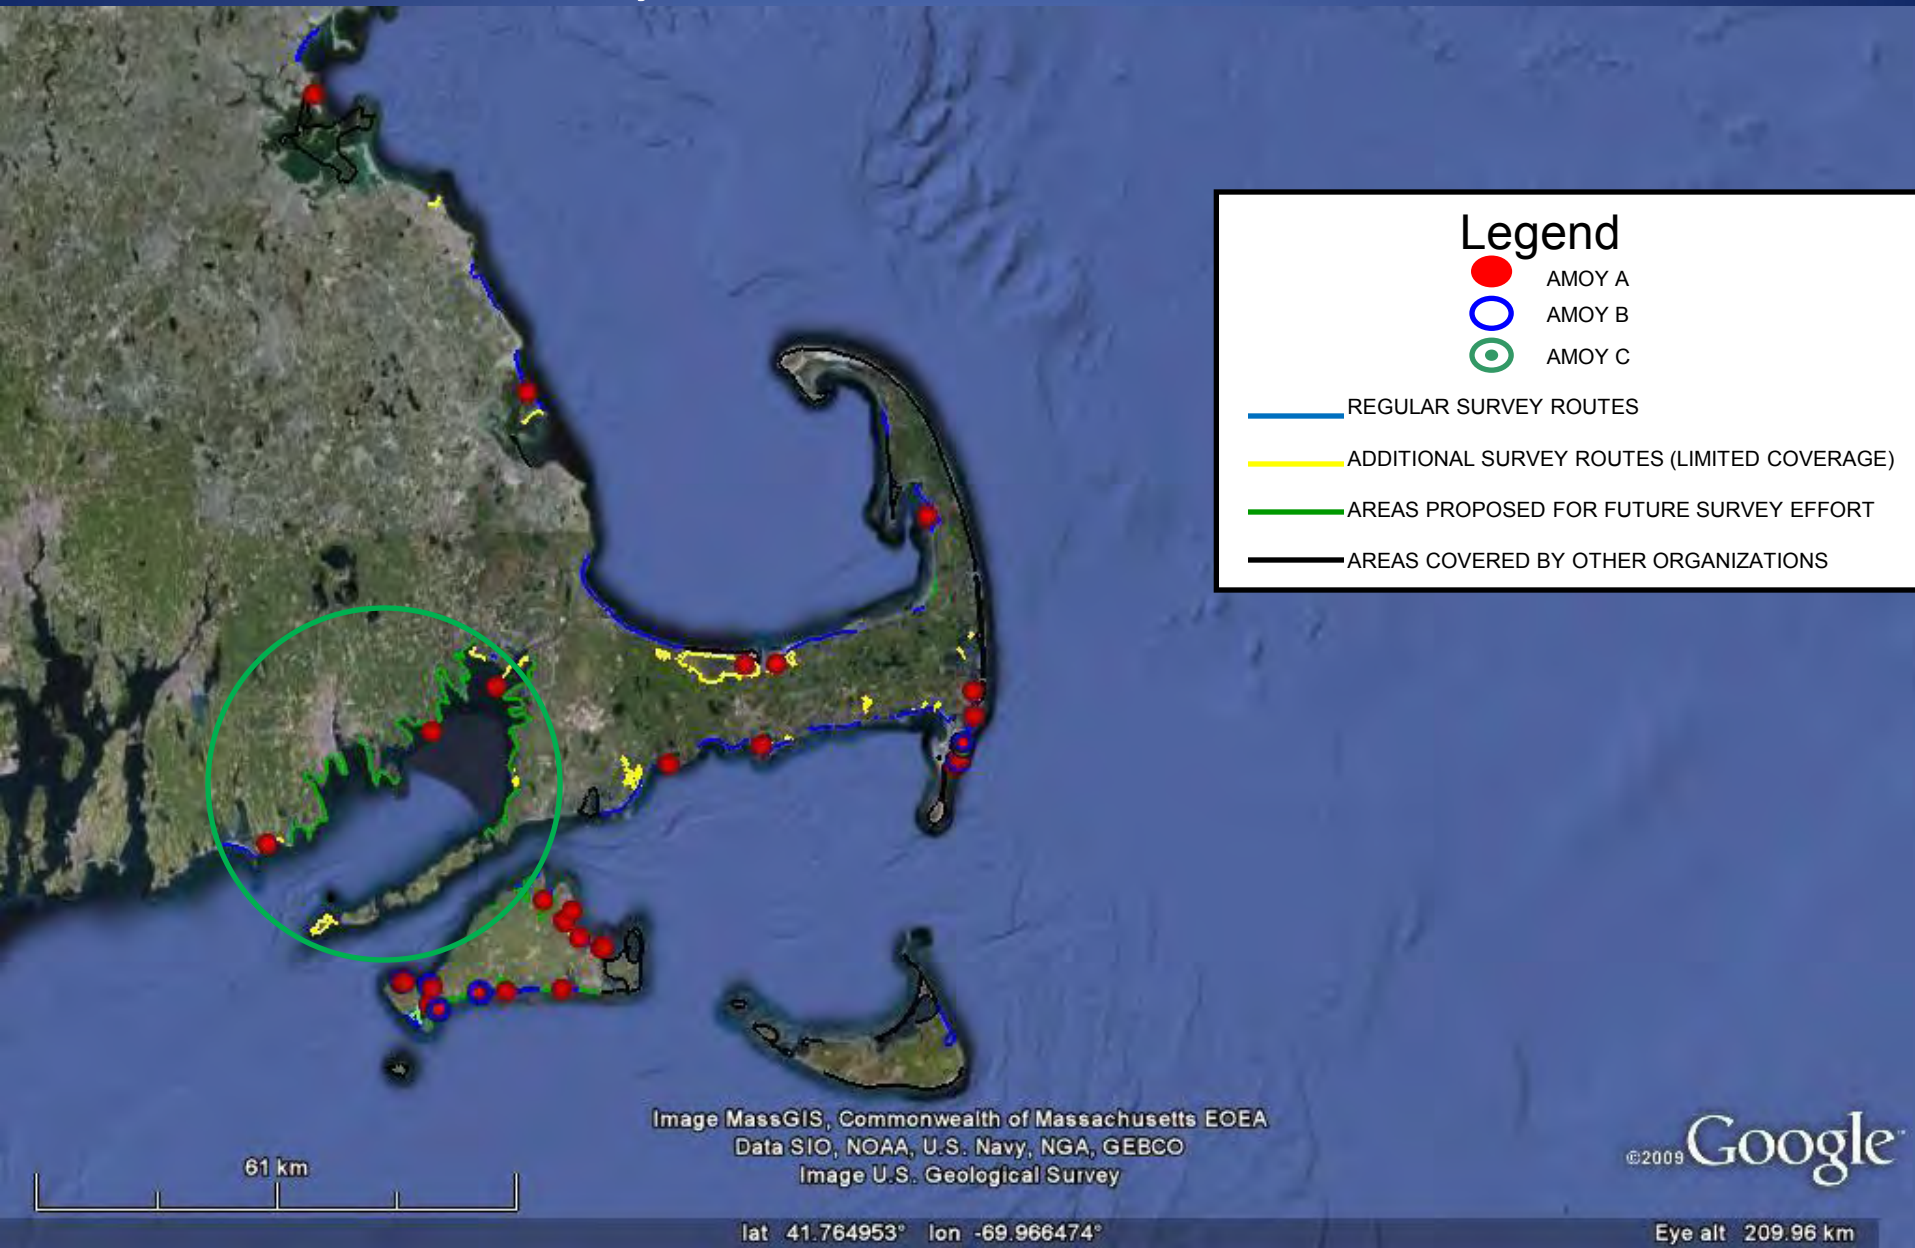 Legend
AMOY A
AMOY B
AMOY C
REGULAR SURVEY ROUTES
ADDITIONAL SURVEY ROUTES (LIMITED COVERAGE)
AREAS PROPOSED FOR FUTURE SURVEY EFFORT
AREAS COVERED BY OTHER ORGANIZATIONS
Image MassGIS, Commonwealth of Massachusetts EOEA
Data SIO, NOAA, U.S. Navy, NGA, GEBCO
Image U.S. Geological Survey
©2009 Google™
61 km
lat 41.764953° lon -69.966474°
Eye alt 209.96 km